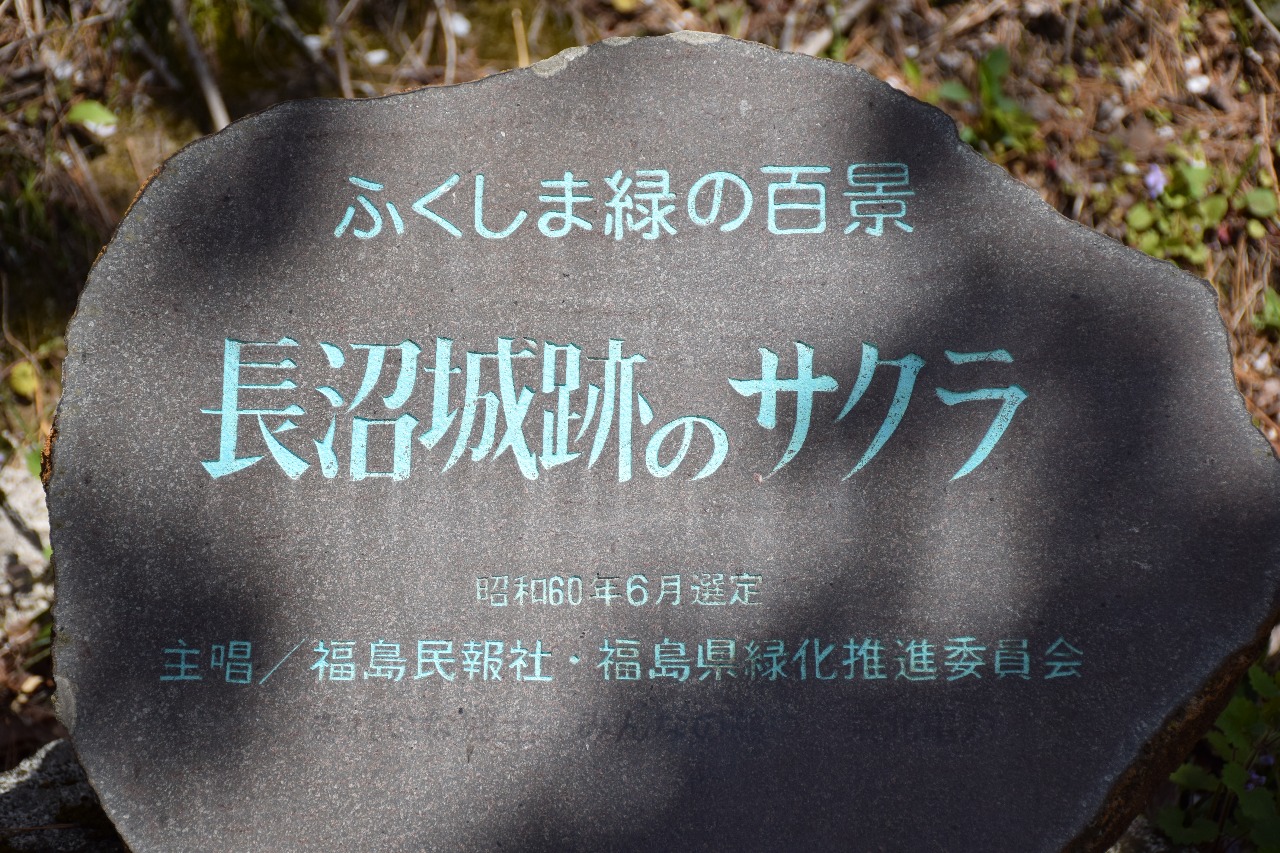 ふくしま緑の百景
長沼城跡のサクラ
昭和60年6月選定
主唱／福島民報社・福島県緑化推進委員会